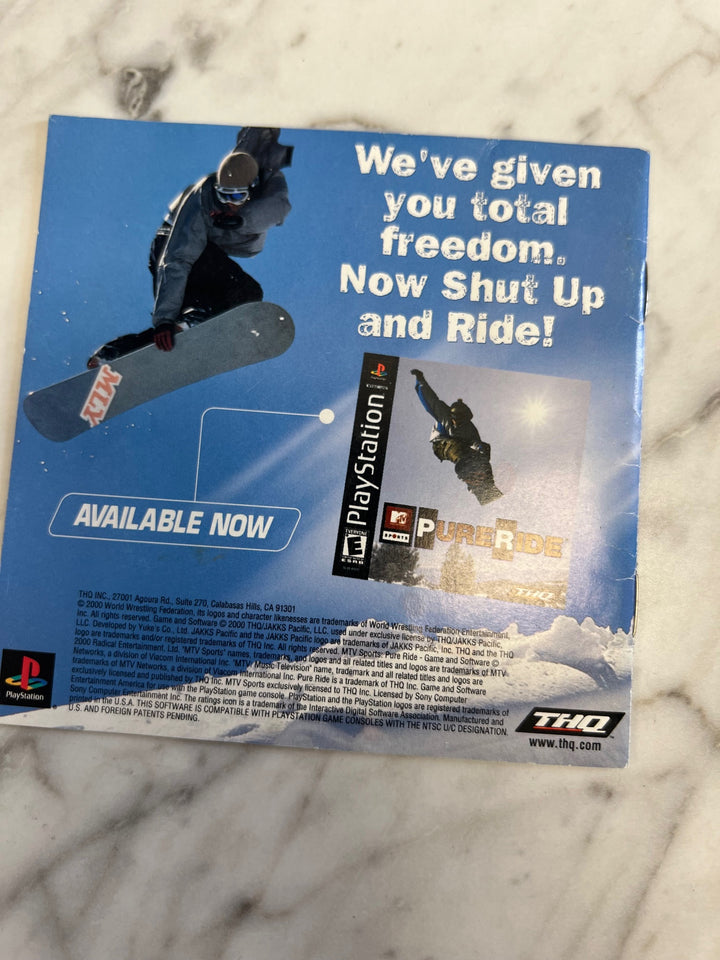 We've given
you total
freedom.
Now Shut Up
and Ride!
MLY
PlayStation
AVAILABLE NOW
EVERYONE
E
ESRB
MTV
SPORTS
PURERIDE
THQ
THQ INC., 27001 Agoura Rd., Suite 270, Calabasas Hills, CA 91301
© 2000 World Wrestling Federation, its logos and character likenesses are trademarks of World Wrestling Federation Entertainment,
Inc. All rights reserved. Game and Software © 2000 THQ/JAKKS Pacific, LLC. used under exclusive license by THQ/JAKKS Pacific,
LLC. Developed by Yuke's Co., Ltd. JAKKS Pacific and the JAKKS Pacific logo are trademarks of JAKKS Pacific, Inc. THQ and the THQ
logo are trademarks and/or registered trademarks of THQ Inc. All rights reserved. MTV Sports: Pure Ride - Game and Software ©
2000 Radical Entertainment, Ltd. "MTV Sports" names, trademarks, and logos and all related titles and logos are trademarks of MTV
Networks, a division of Viacom International Inc. "MTV Music Television" name, trademark and all related titles and logos are
trademarks of MTV Networks, a division of Viacom International Inc. Pure Ride is a trademark of THQ Inc. Game and Software
exclusively licensed and published by THQ Inc. MTV Sports exclusively licensed to THQ Inc. Licensed by Sony Computer
Entertainment America for use with the PlayStation game console. PlayStation and the PlayStation logos are registered trademarks of
Sony Computer Entertainment Inc. The ratings icon is a trademark of the Interactive Digital Software Association. Manufactured and
printed in the U.S.A. THIS SOFTWARE IS COMPATIBLE WITH PLAYSTATION GAME CONSOLES WITH THE NTSC U/C DESIGNATION.
U.S. AND FOREIGN PATENTS PENDING.
PlayStation
THQ
www.thq.com